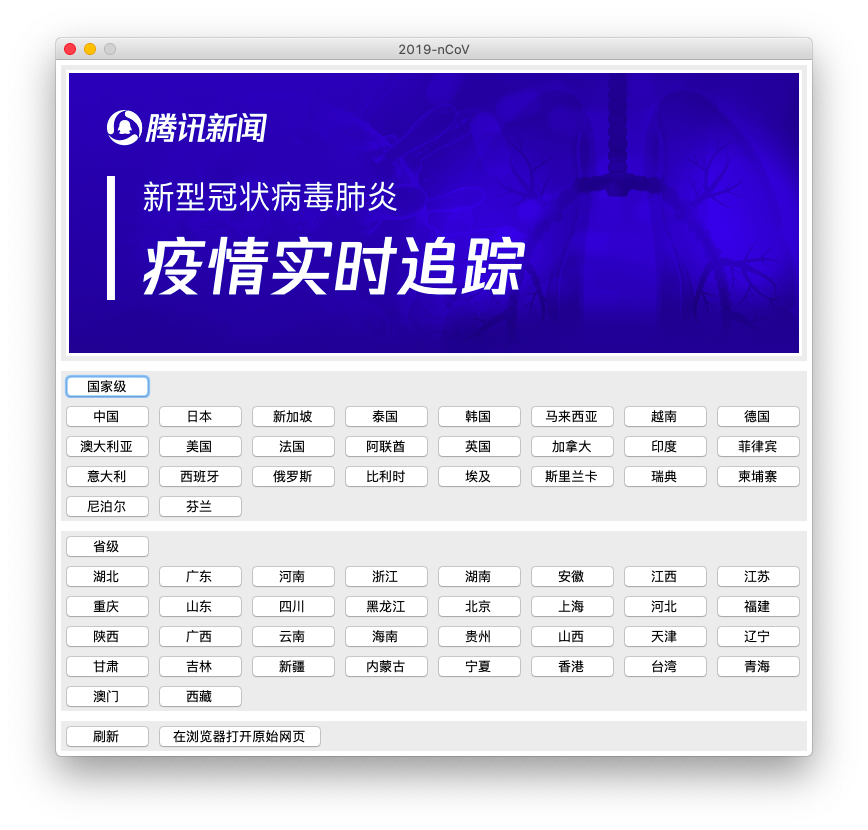 2019-nCoV
腾讯新闻
新型冠状病毒肺炎
疫情实时追踪
国家级
中国 日本 新加坡 泰国 韩国 马来西亚 越南 德国
澳大利亚 美国 法国 阿联酋 英国 加拿大 印度 菲律宾
意大利 西班牙 俄罗斯 比利时 埃及 斯里兰卡 瑞典 柬埔寨
尼泊尔 芬兰
省级
湖北 广东 河南 浙江 湖南 安徽 江西 江苏
重庆 山东 四川 黑龙江 北京 上海 河北 福建
陕西 广西 云南 海南 贵州 山西 天津 辽宁
甘肃 吉林 新疆 内蒙古 宁夏 香港 台湾 青海
澳门 西藏
刷新 在浏览器打开原始网页